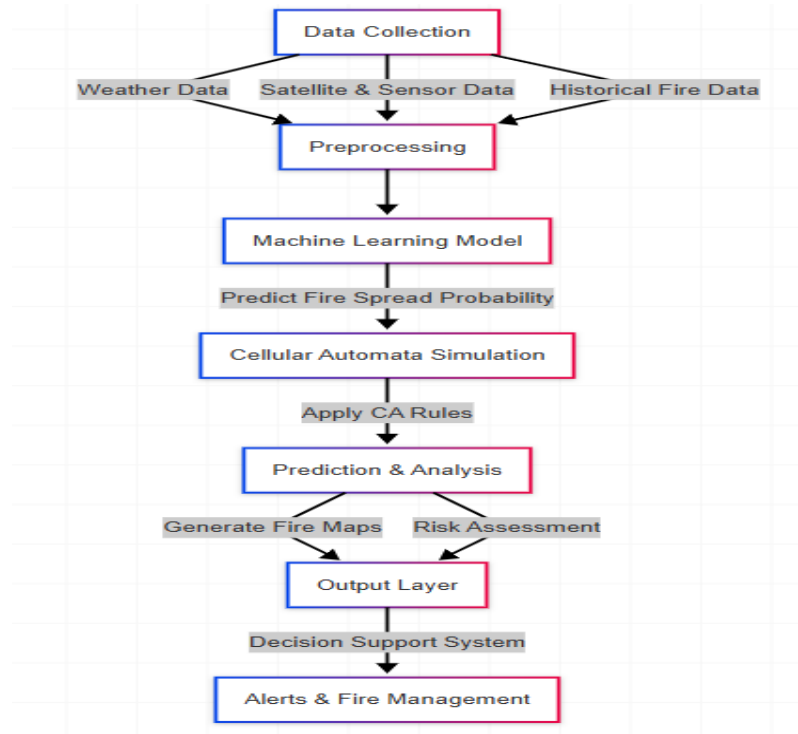 Data Collection
Weather Data
Satellite & Sensor Data
Historical Fire Data
Preprocessing
Machine Learning Model
Predict Fire Spread Probability
Cellular Automata Simulation
Apply CA Rules
Prediction & Analysis
Generate Fire Maps
Risk Assessment
Output Layer
Decision Support System
Alerts & Fire Management